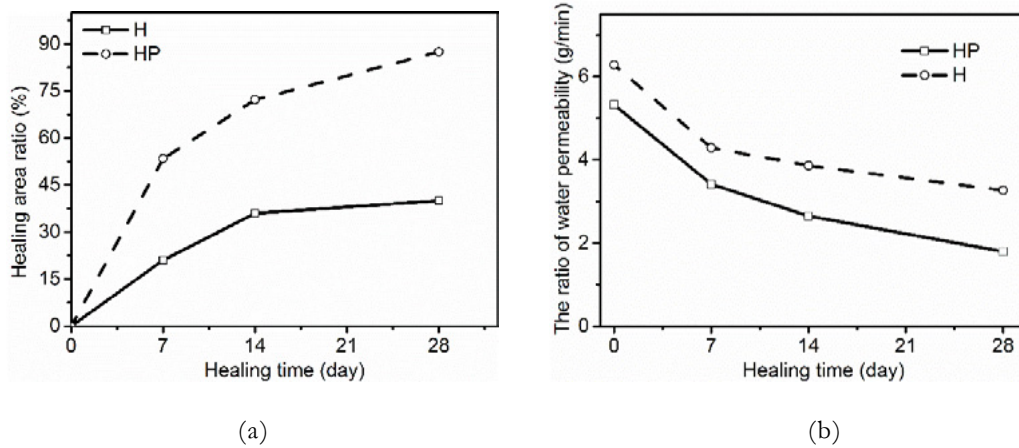 H
HP
Healing area ratio (%)
90
75
60
45
30
15
0
0 7 14 21 28
Healing time (day)
(a)
HP
H
The ratio of water permeability (g/min)
6
4
2
0
0 7 14 21 28
Healing time (day)
(b)